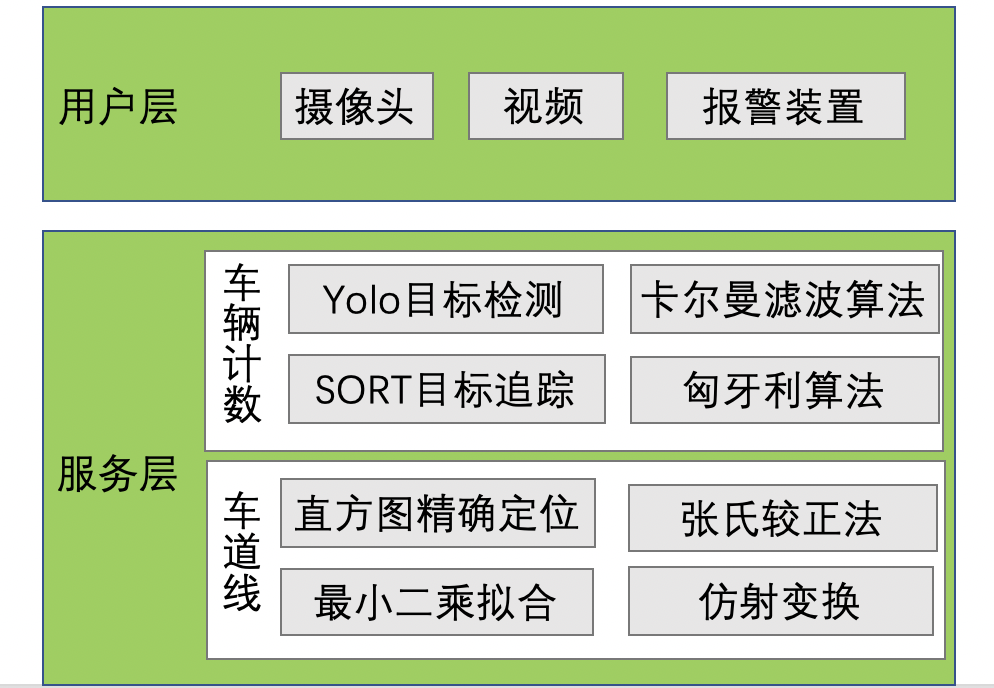 用户层
摄像头
视频
报警装置
服务层
车辆计数
Yolo目标检测
卡尔曼滤波算法
SORT目标追踪
匈牙利算法
车道线
直方图精确定位
张氏较正法
最小二乘拟合
仿射变换